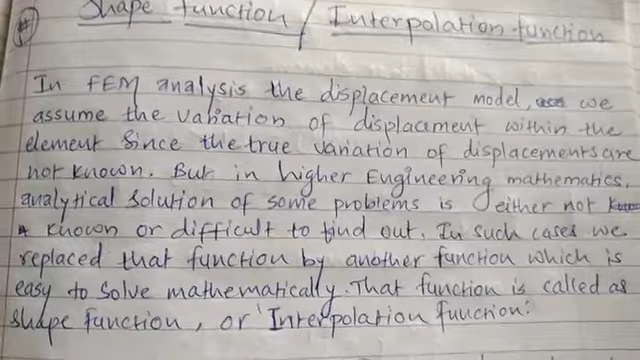 Shape function / Interpolation function
In FEM analysis the displacement model, we
assume the variation of displacement within the
element Since the true variation of displacements are
not known. But in higher Engineering mathematics,
analytical solution of some problems is either not
known or difficult to find out. In such cases we
replaced that function by another function which is
easy to solve mathematically. That function is called as
shape function, or 'Interpolation function.'